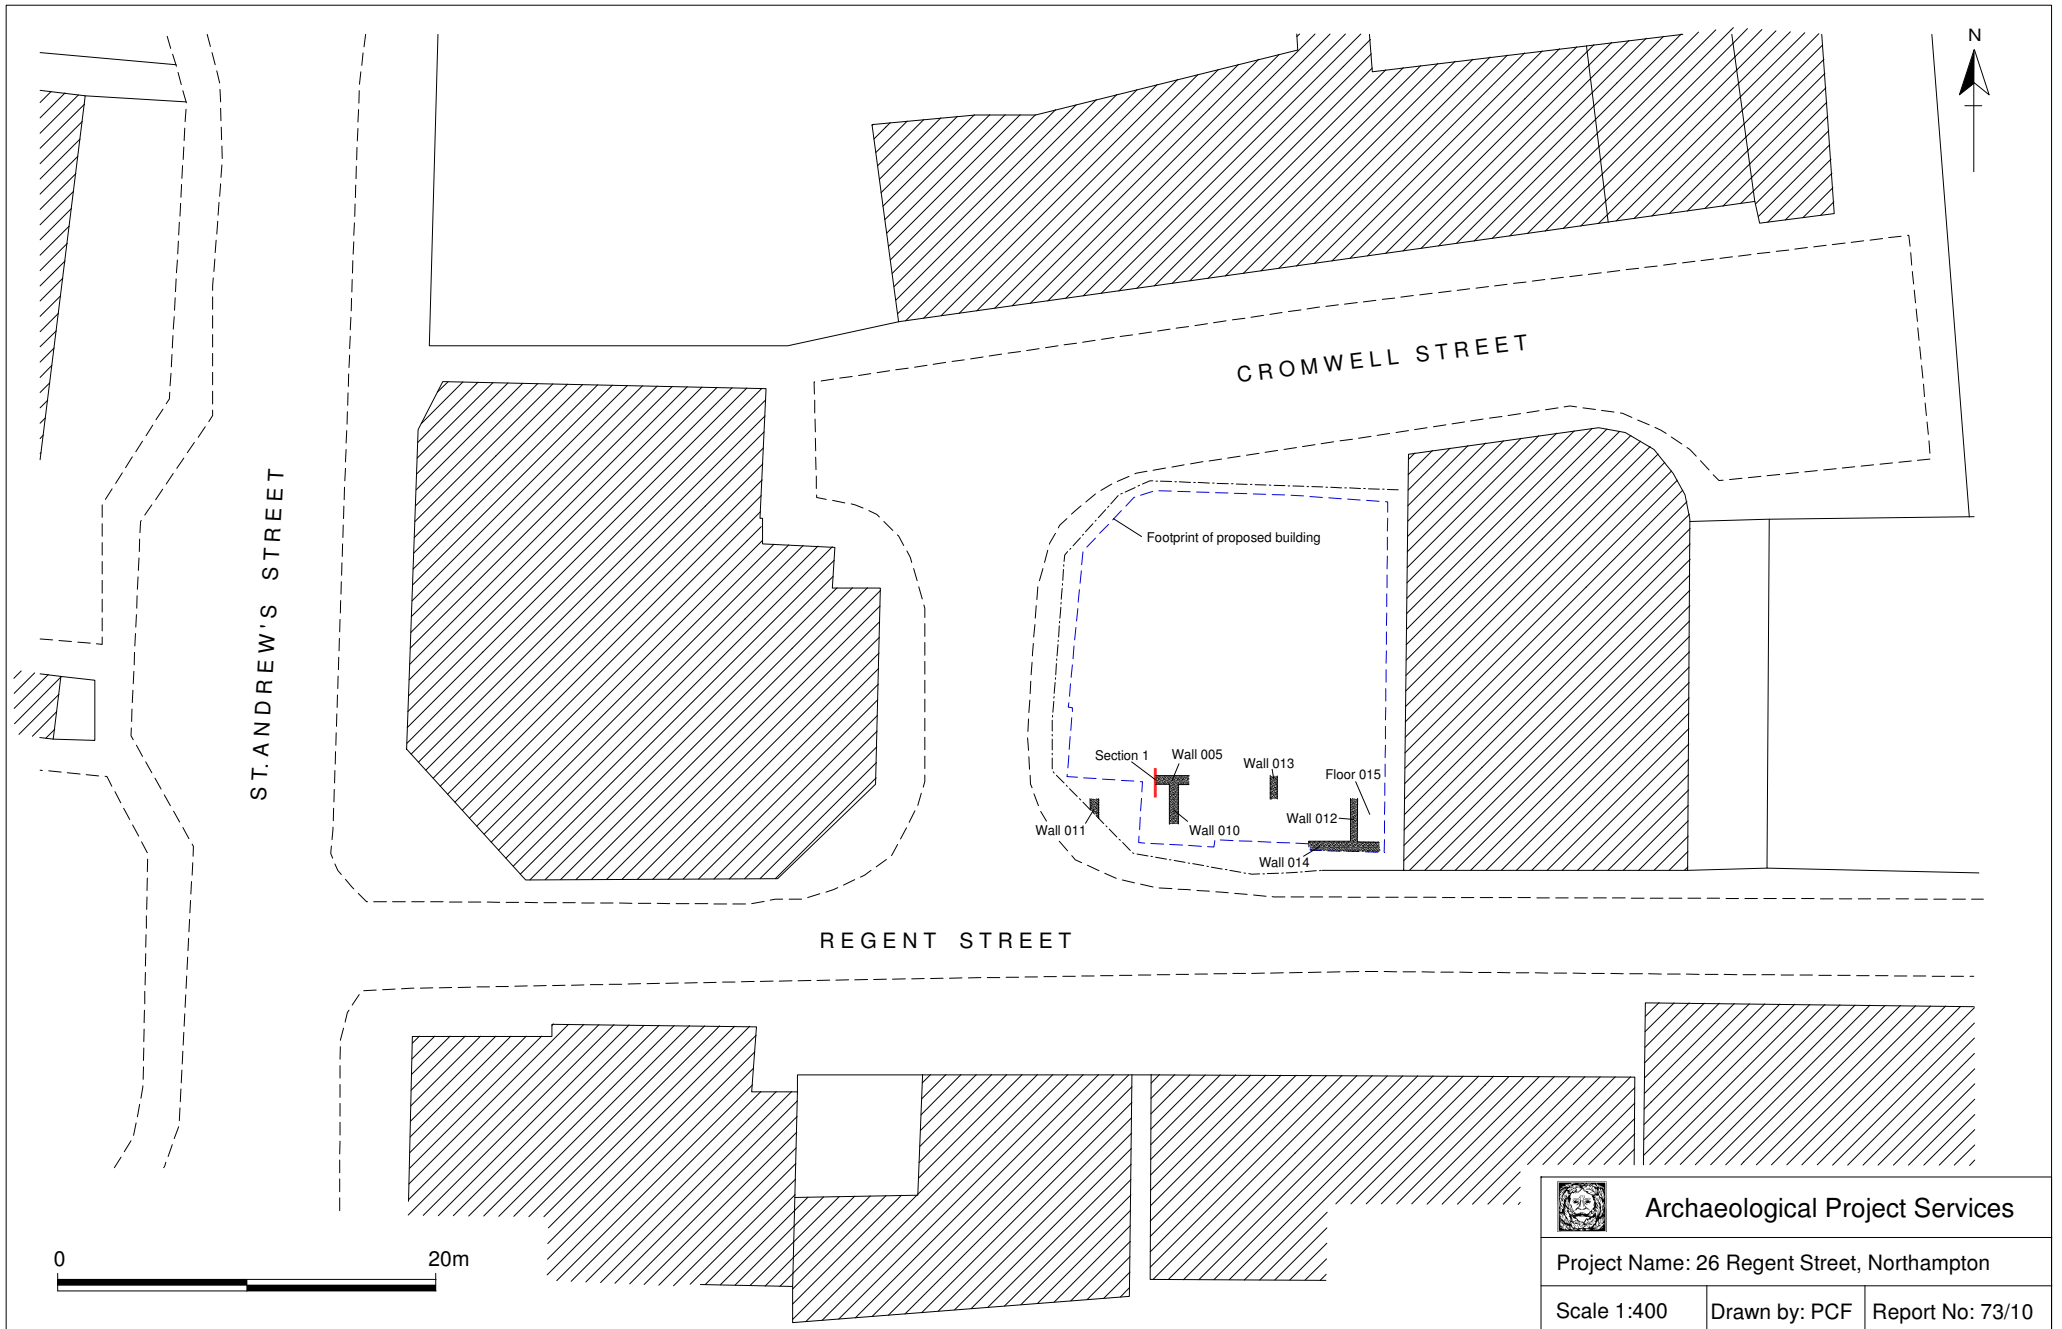 N
CROMWELL STREET
ST.ANDREW'S STREET
Footprint of proposed building
Section 1
Wall 005
Wall 013
Floor 015
Wall 011
Wall 010
Wall 012
Wall 014
REGENT STREET
0
20m
Archaeological Project Services
Project Name: 26 Regent Street, Northampton
Scale 1:400
Drawn by: PCF
Report No: 73/10